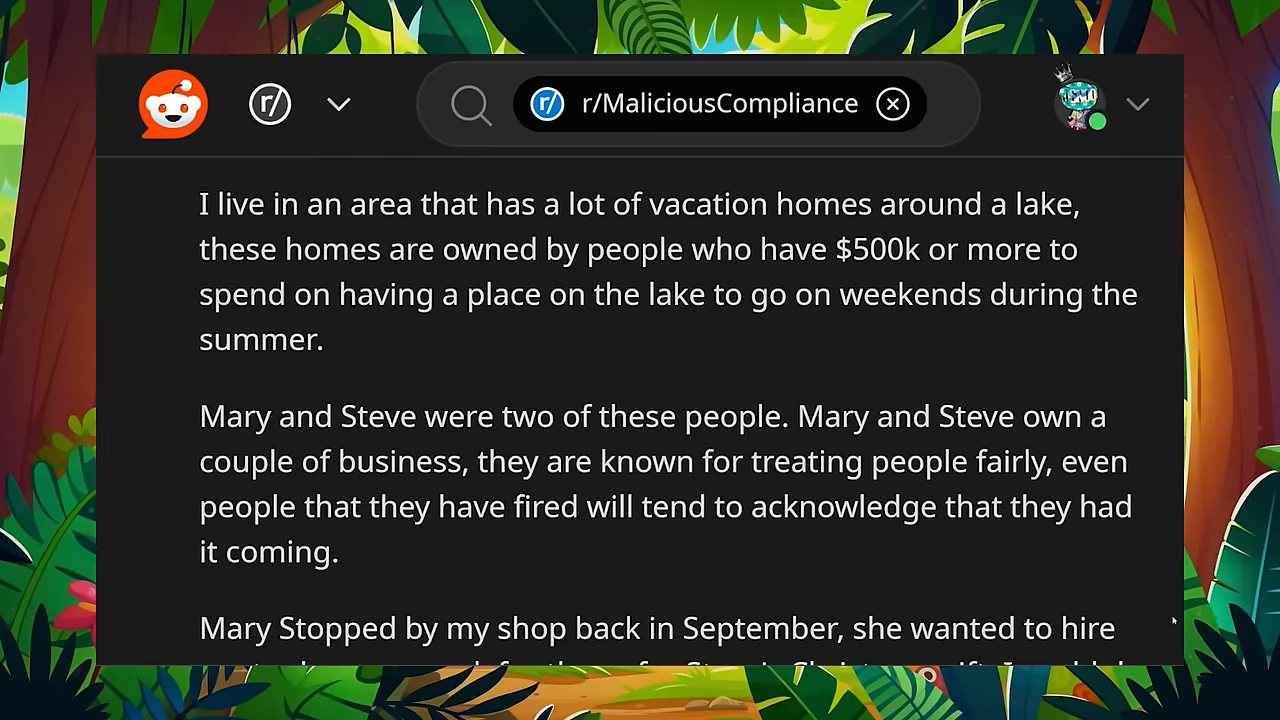 r/MaliciousCompliance
I live in an area that has a lot of vacation homes around a lake,
these homes are owned by people who have $500k or more to
spend on having a place on the lake to go on weekends during the
summer.
Mary and Steve were two of these people. Mary and Steve own a
couple of business, they are known for treating people fairly, even
people that they have fired will tend to acknowledge that they had
it coming.
Mary Stopped by my shop back in September, she wanted to hire